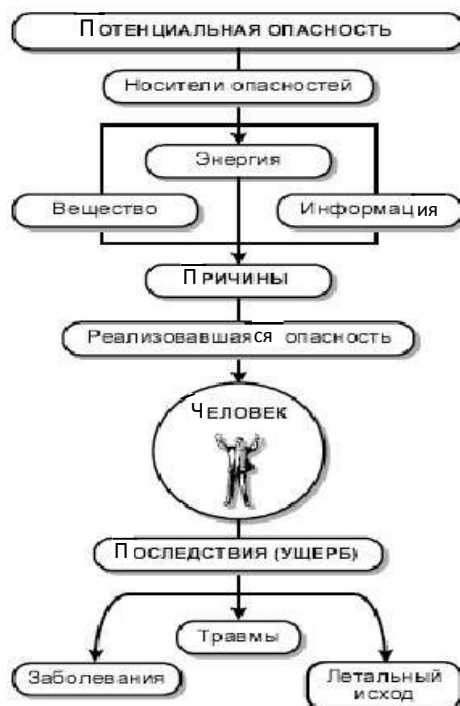 ПОТЕНЦИАЛЬНАЯ ОПАСНОСТЬ
Носители опасностей
Энергия
Вещество
Информация
ПРИЧИНЫ
Реализовавшаяся опасность
ЧЕЛОВЕК
ПОСЛЕДСТВИЯ (УЩЕРБ)
Травмы
Заболевания
Летальный
исход